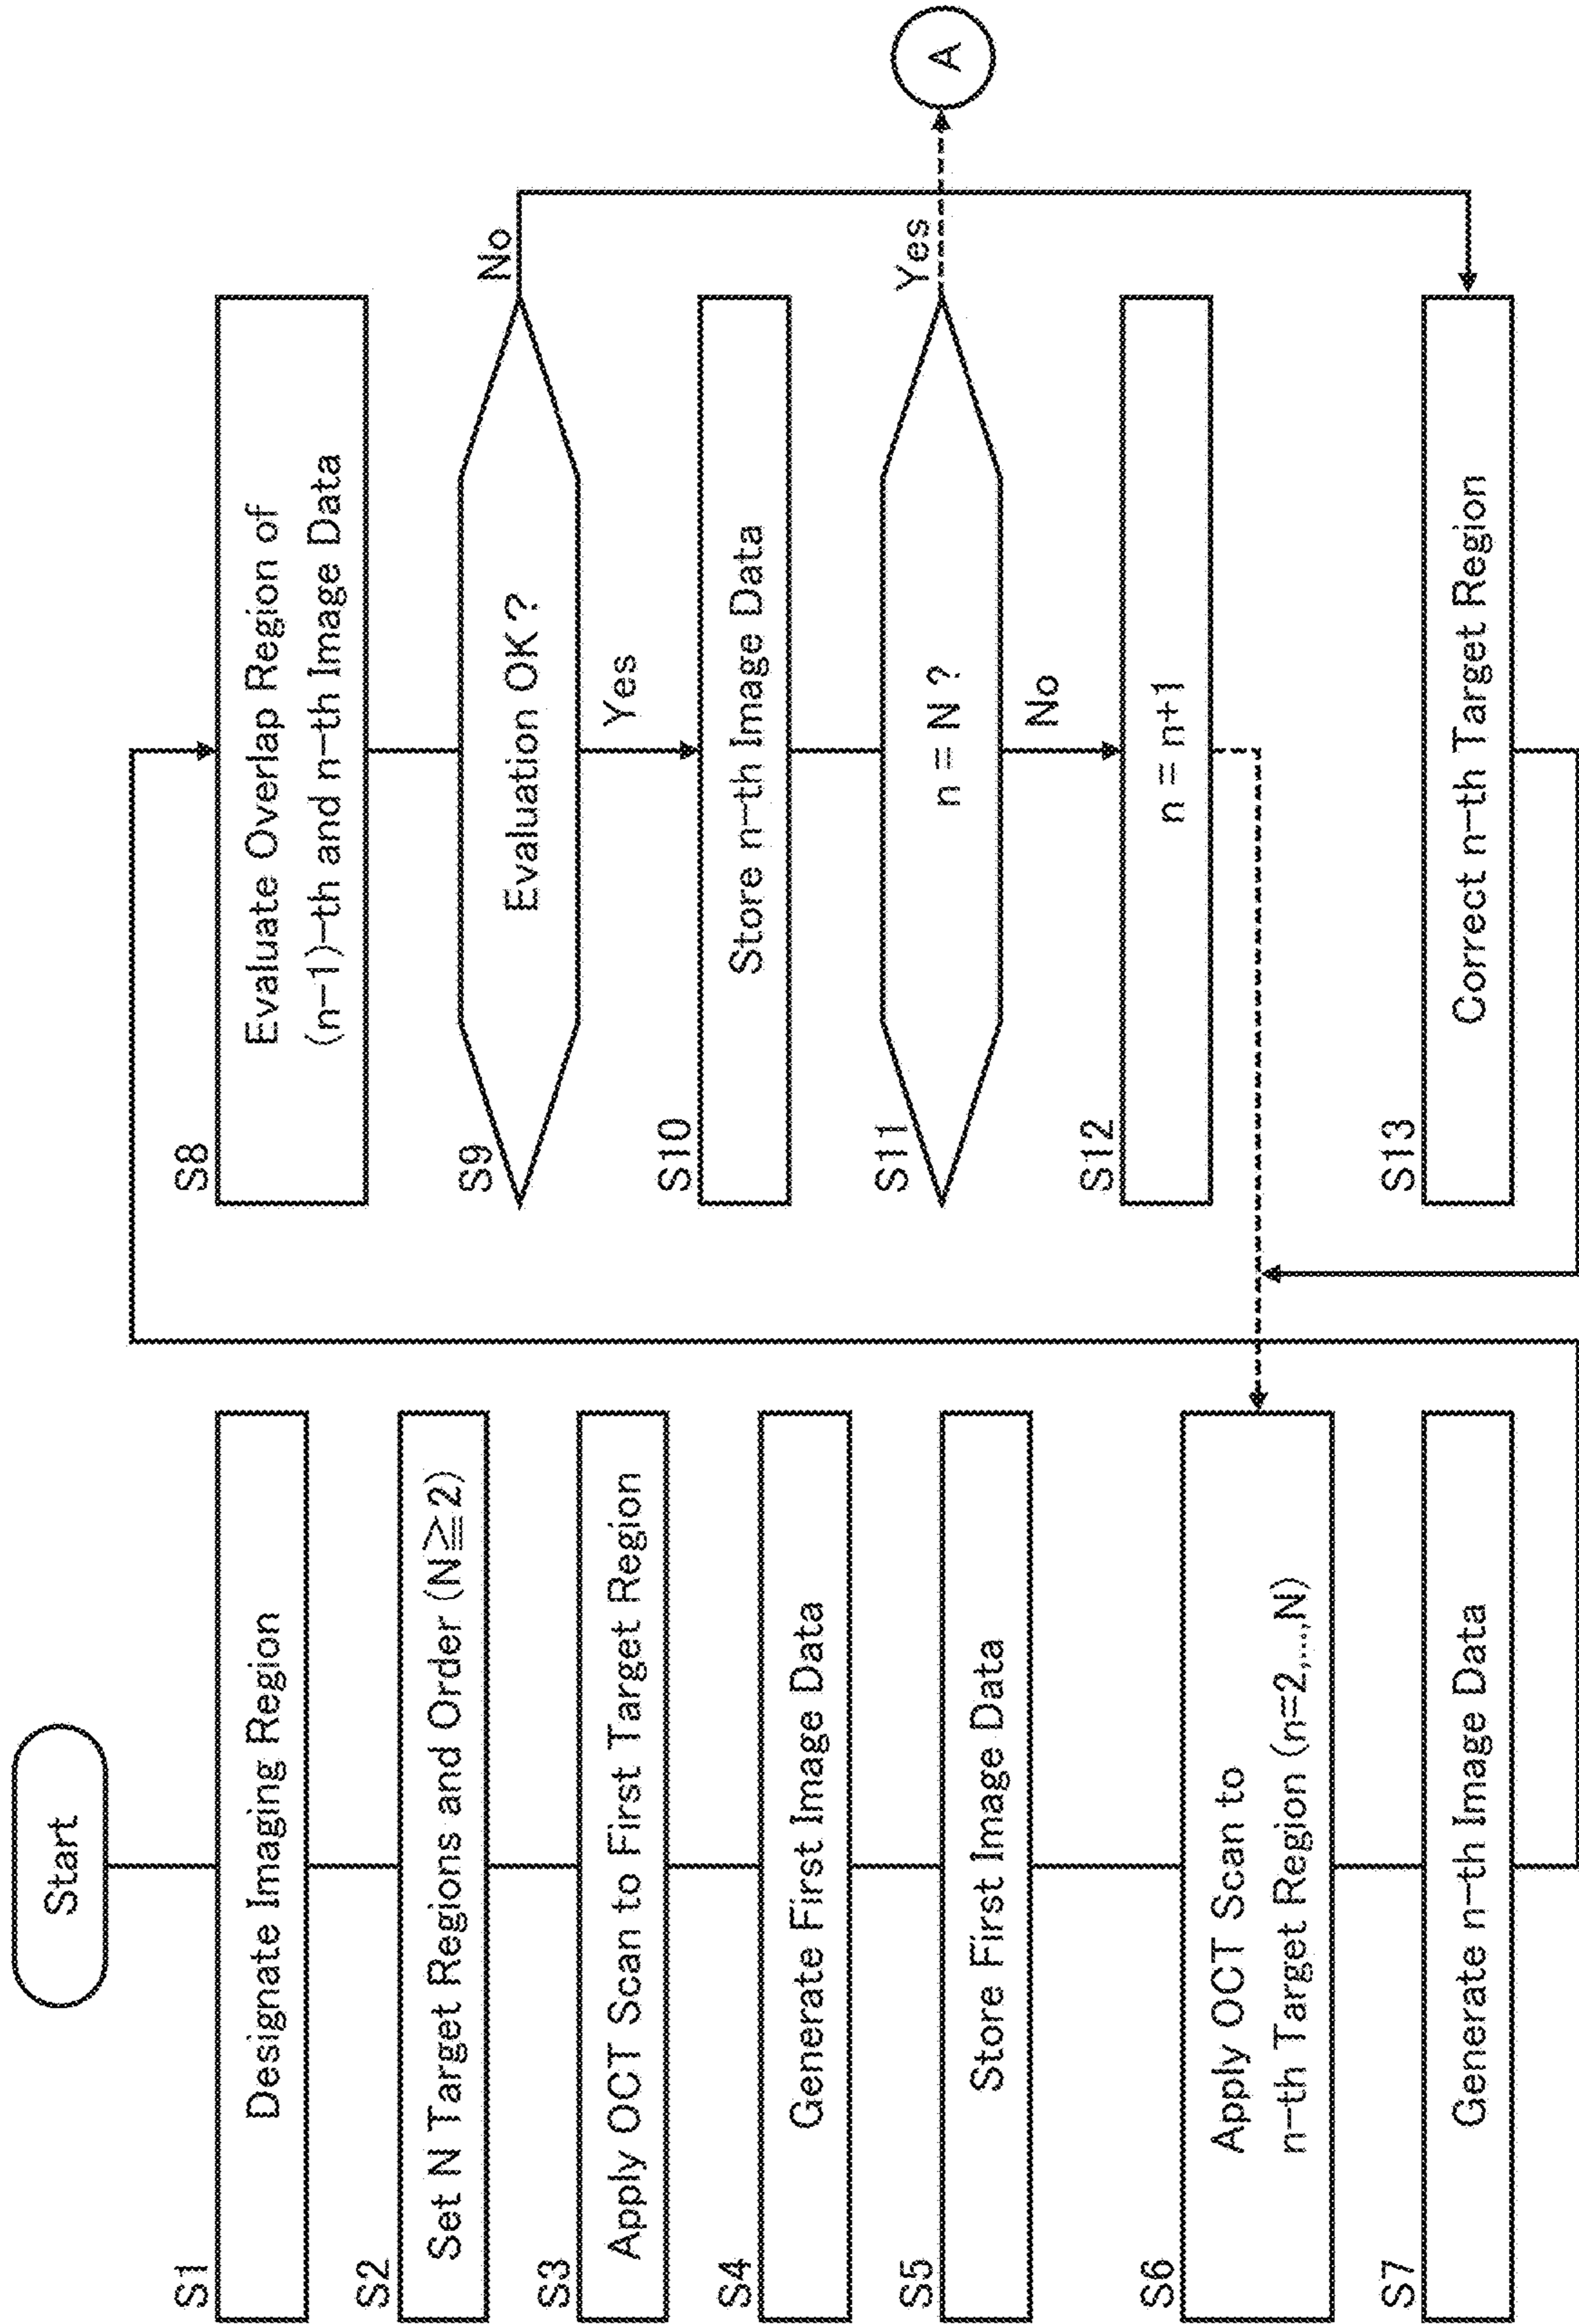 Start
S1
Designate Imaging Region
S2
Set N Target Regions and Order (N≧2)
S3
Apply OCT Scan to First Target Region
S4
Generate First Image Data
S5
Store First Image Data
S6
Apply OCT Scan to
n-th Target Region (n=2,...,N)
S7
Generate n-th Image Data
S8
Evaluate Overlap Region of
(n-1)-th and n-th Image Data
S9
Evaluation OK?
No
Yes
S10
Store n-th Image Data
S11
n = N ?
Yes
A
No
S12
n = n+1
S13
Correct n-th Target Region